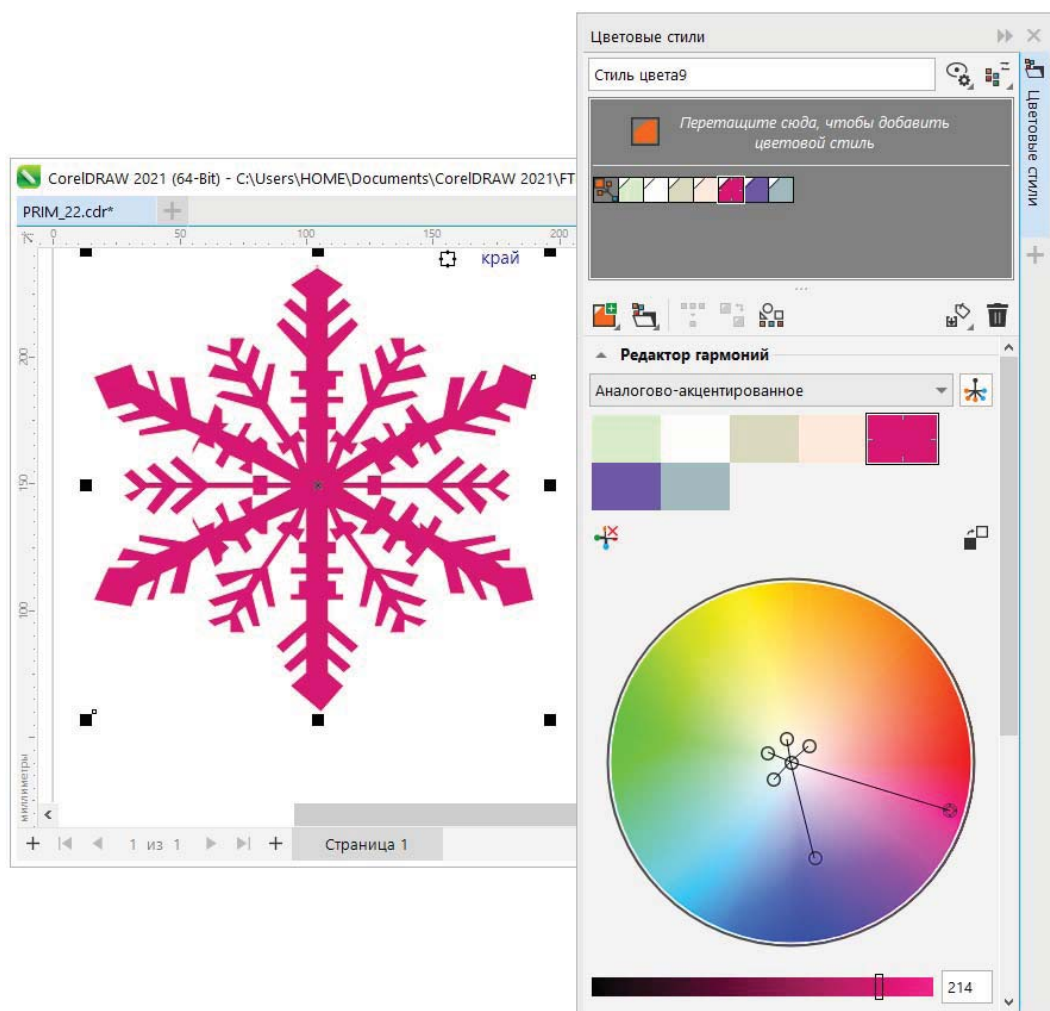 Цветовые стили
Стиль цвета9
Перетащите сюда, чтобы добавить
цветовой стиль
Цветовые стили
CorelDRAW 2021 (64-Bit) - C:\Users\HOME\Documents\CorelDRAW 2021\FT
PRIM_22.cdr*
0 50 100 150 200
край
200
150
100
миллиметры
Редактор гармоний
Аналогово-акцентированное
1 из 1
Страница 1
214